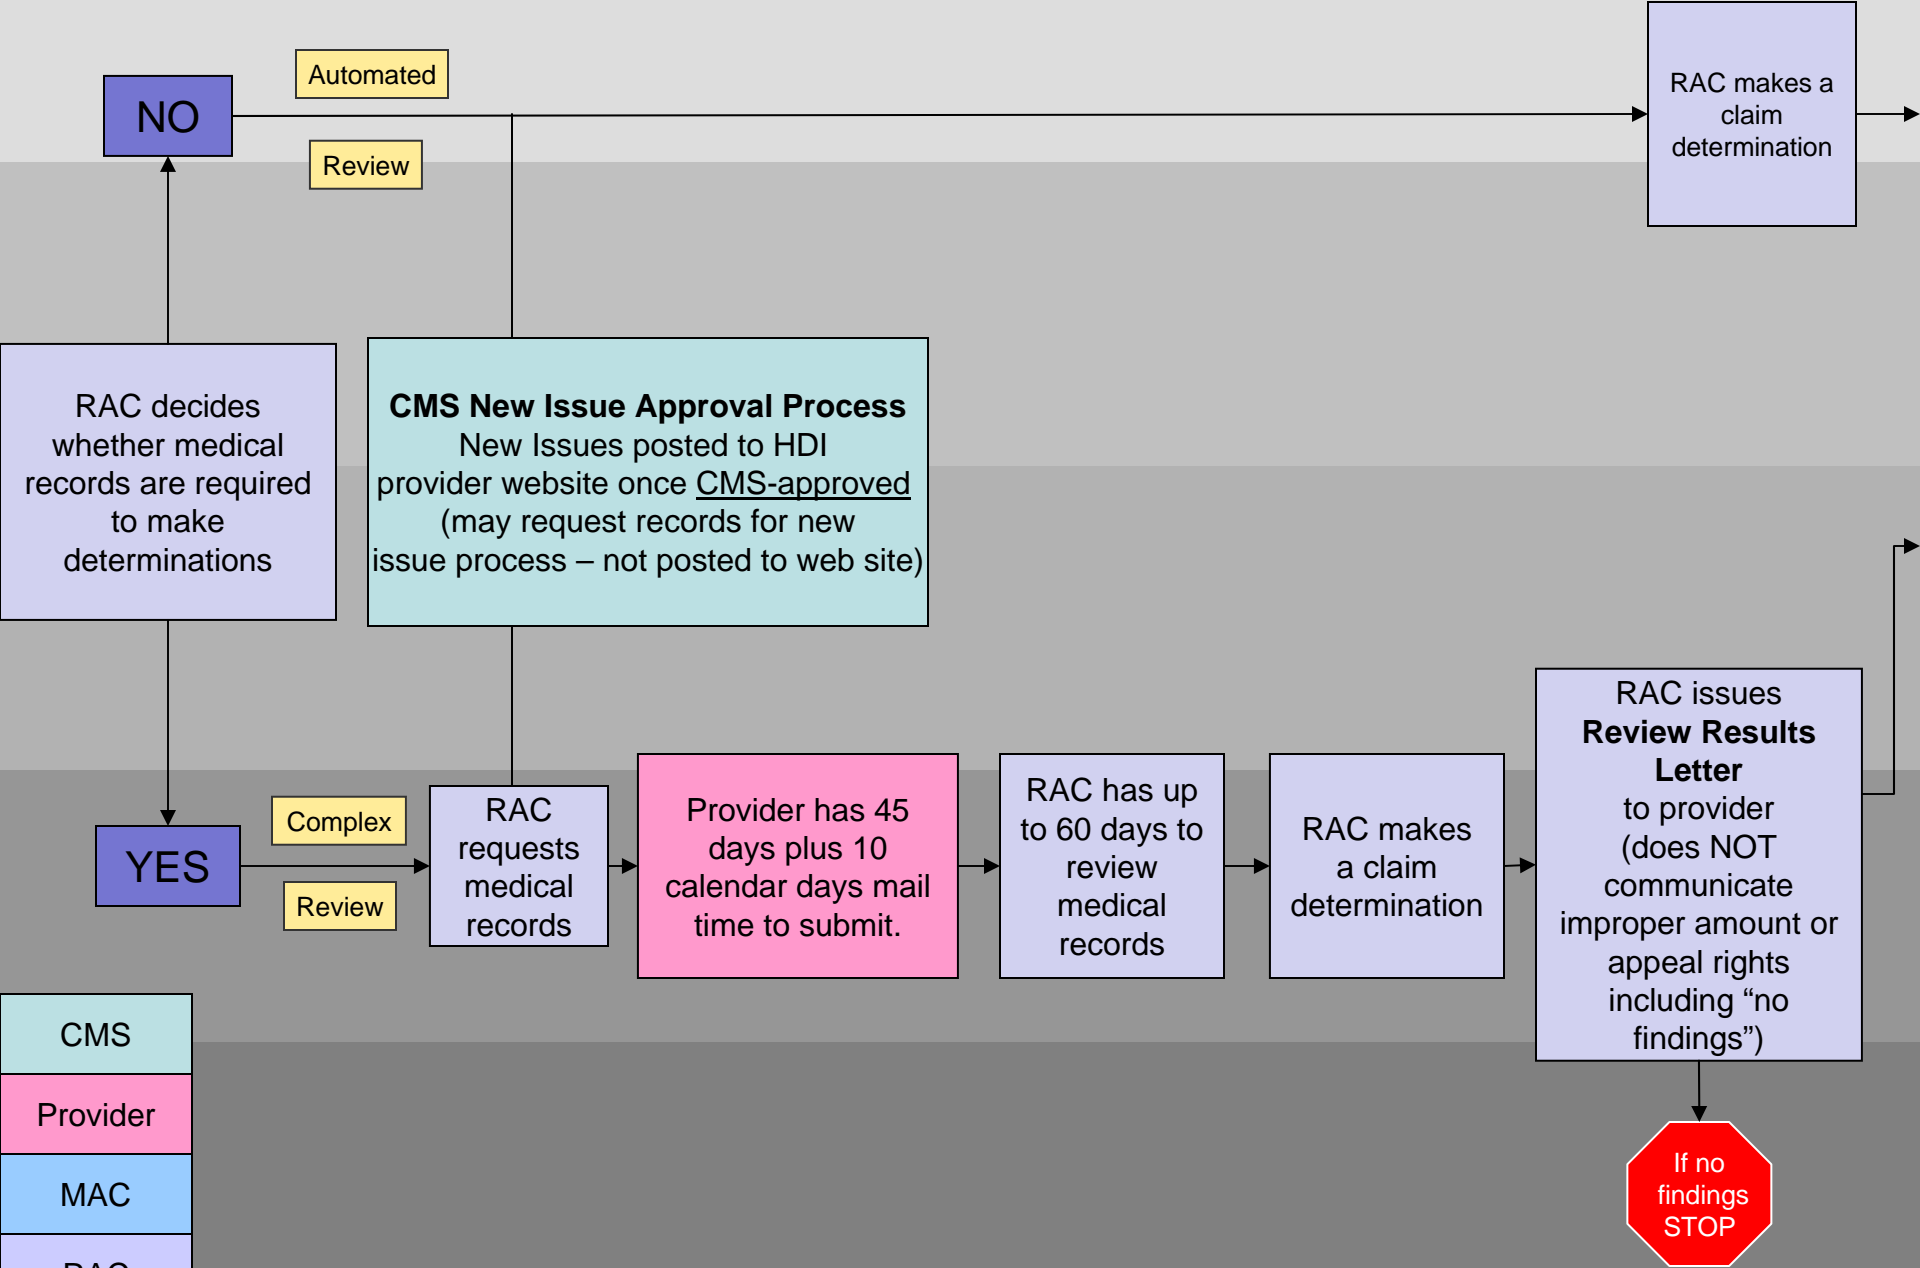 Automated
NO
Review
RAC makes a
claim
determination
RAC decides
whether medical
records are required
to make
determinations
CMS New Issue Approval Process
New Issues posted to HDI
provider website once CMS-approved
(may request records for new
issue process – not posted to web site)
YES
Complex
Review
RAC
requests
medical
records
Provider has 45
days plus 10
calendar days mail
time to submit.
RAC has up
to 60 days to
review
medical
records
RAC makes
a claim
determination
RAC issues
Review Results
Letter
to provider
(does NOT
communicate
improper amount or
appeal rights
including “no
findings”)
If no
findings
STOP
CMS
Provider
MAC
RAC